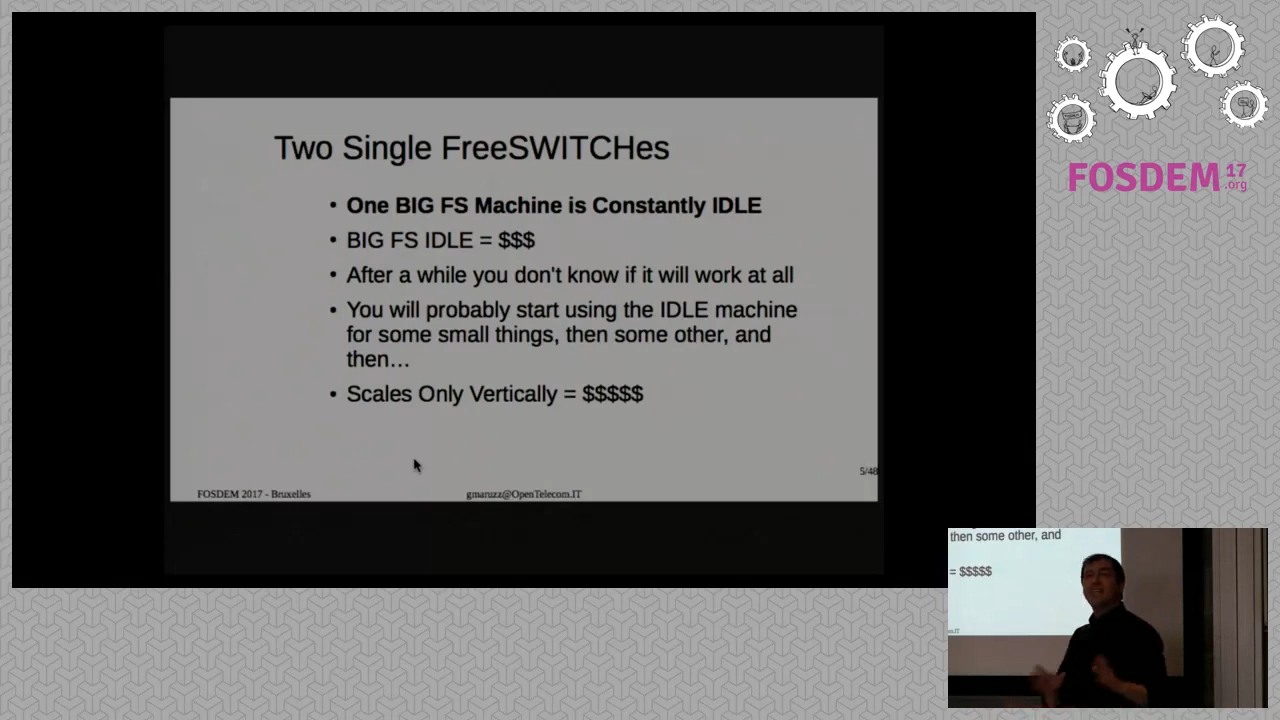 Two Single FreeSWITCHes
• One BIG FS Machine is Constantly IDLE
• BIG FS IDLE = $$$
• After a while you don't know if it will work at all
• You will probably start using the IDLE machine
for some small things, then some other, and
then…
• Scales Only Vertically = $$$$$
5/48
FOSDEM 2017 - Bruxelles
gmaruzz@OpenTelecom.IT
FOSDEM 17
.org
then some other, and
= $$$$$